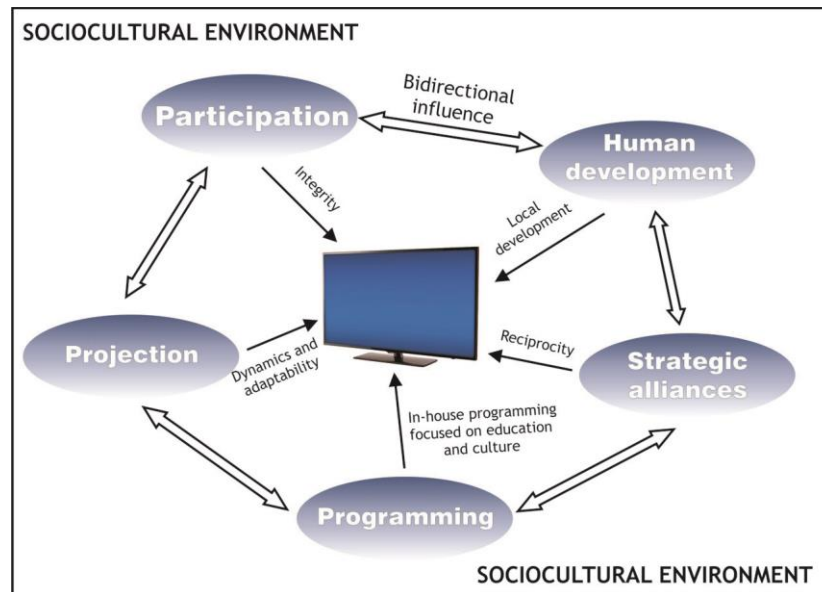 SOCIOCULTURAL ENVIRONMENT
Participation
Bidirectional
influence
Human
development
Integrity
Local
development
Projection
Dynamics and
adaptability
Reciprocity
Strategic
alliances
In-house programming
focused on education
and culture
Programming
SOCIOCULTURAL ENVIRONMENT